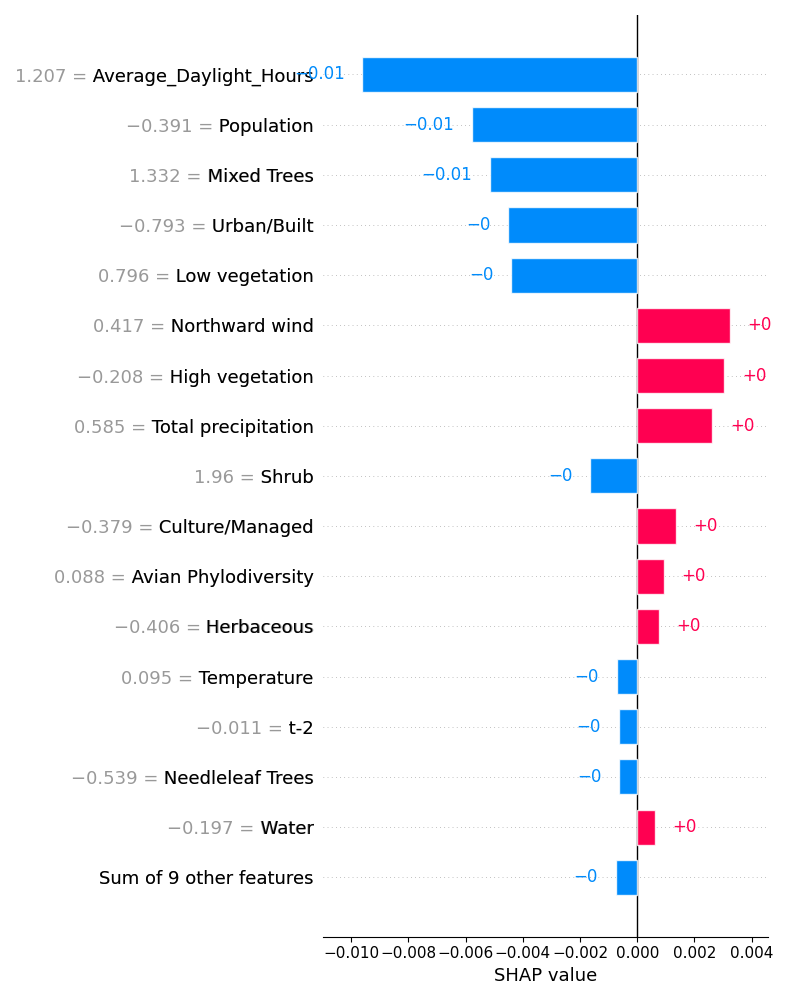 1.207 = Average_Daylight_Hours −0.01
−0.391 = Population −0.01
1.332 = Mixed Trees −0.01
−0.793 = Urban/Built −0
0.796 = Low vegetation −0
0.417 = Northward wind +0
−0.208 = High vegetation +0
0.585 = Total precipitation +0
1.96 = Shrub −0
−0.379 = Culture/Managed +0
0.088 = Avian Phylodiversity +0
−0.406 = Herbaceous +0
0.095 = Temperature −0
−0.011 = t-2 −0
−0.539 = Needleleaf Trees −0
−0.197 = Water +0
Sum of 9 other features −0
−0.010 −0.008 −0.006 −0.004 −0.002 0.000 0.002 0.004
SHAP value